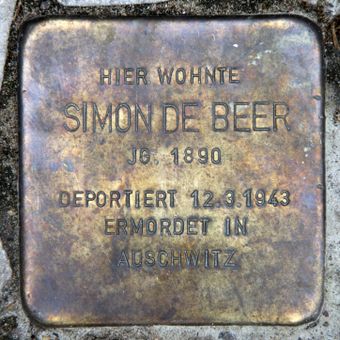 HIER WOHNTE
SIMON DE BEER
JG. 1890
DEPORTIERT 12.3.1943
ERMORDET IN
AUSCHWITZ